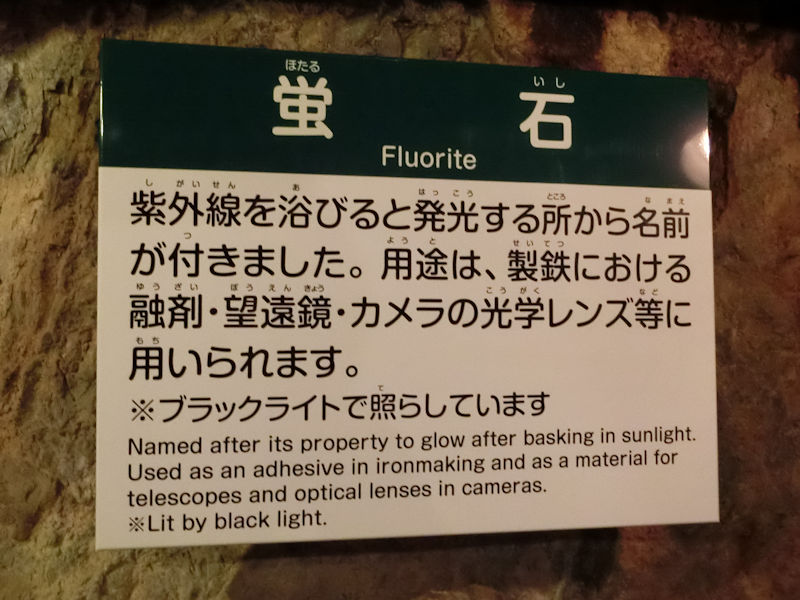 ほたる いし
蛍石
Fluorite
し がいせん あ はっこう ところ なまえ
紫外線を浴びると発光する所から名前
つ ようと せいてつ
が付きました。用途は、製鉄における
ゆうざい ぼうえんきょう こうがく など
融剤・望遠鏡・カメラの光学レンズ等に
もち
用いられます。
て
※ブラックライトで照らしています
Named after its property to glow after basking in sunlight.
Used as an adhesive in ironmaking and as a material for
telescopes and optical lenses in cameras.
※Lit by black light.